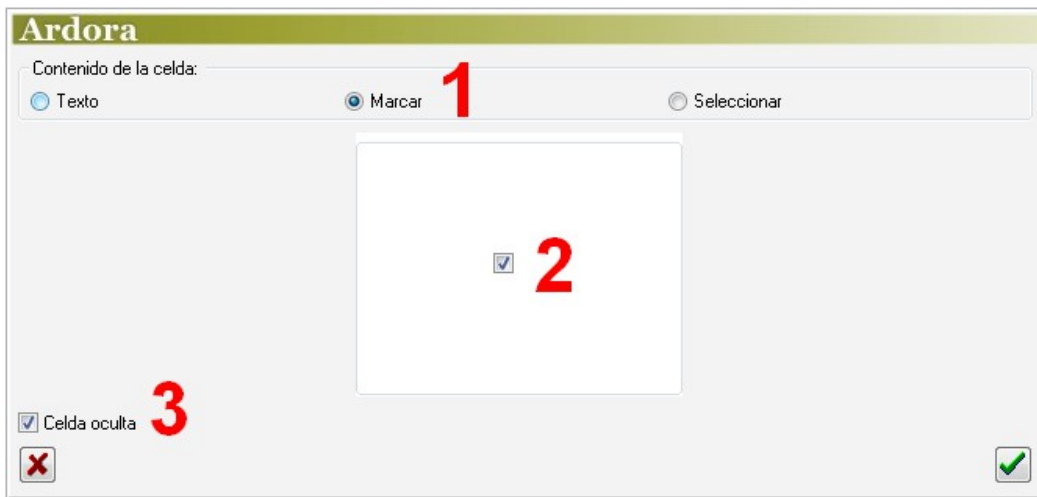 Ardora
Contenido de la celda:
Texto Marcar 1 Seleccionar
2
Celda oculta 3